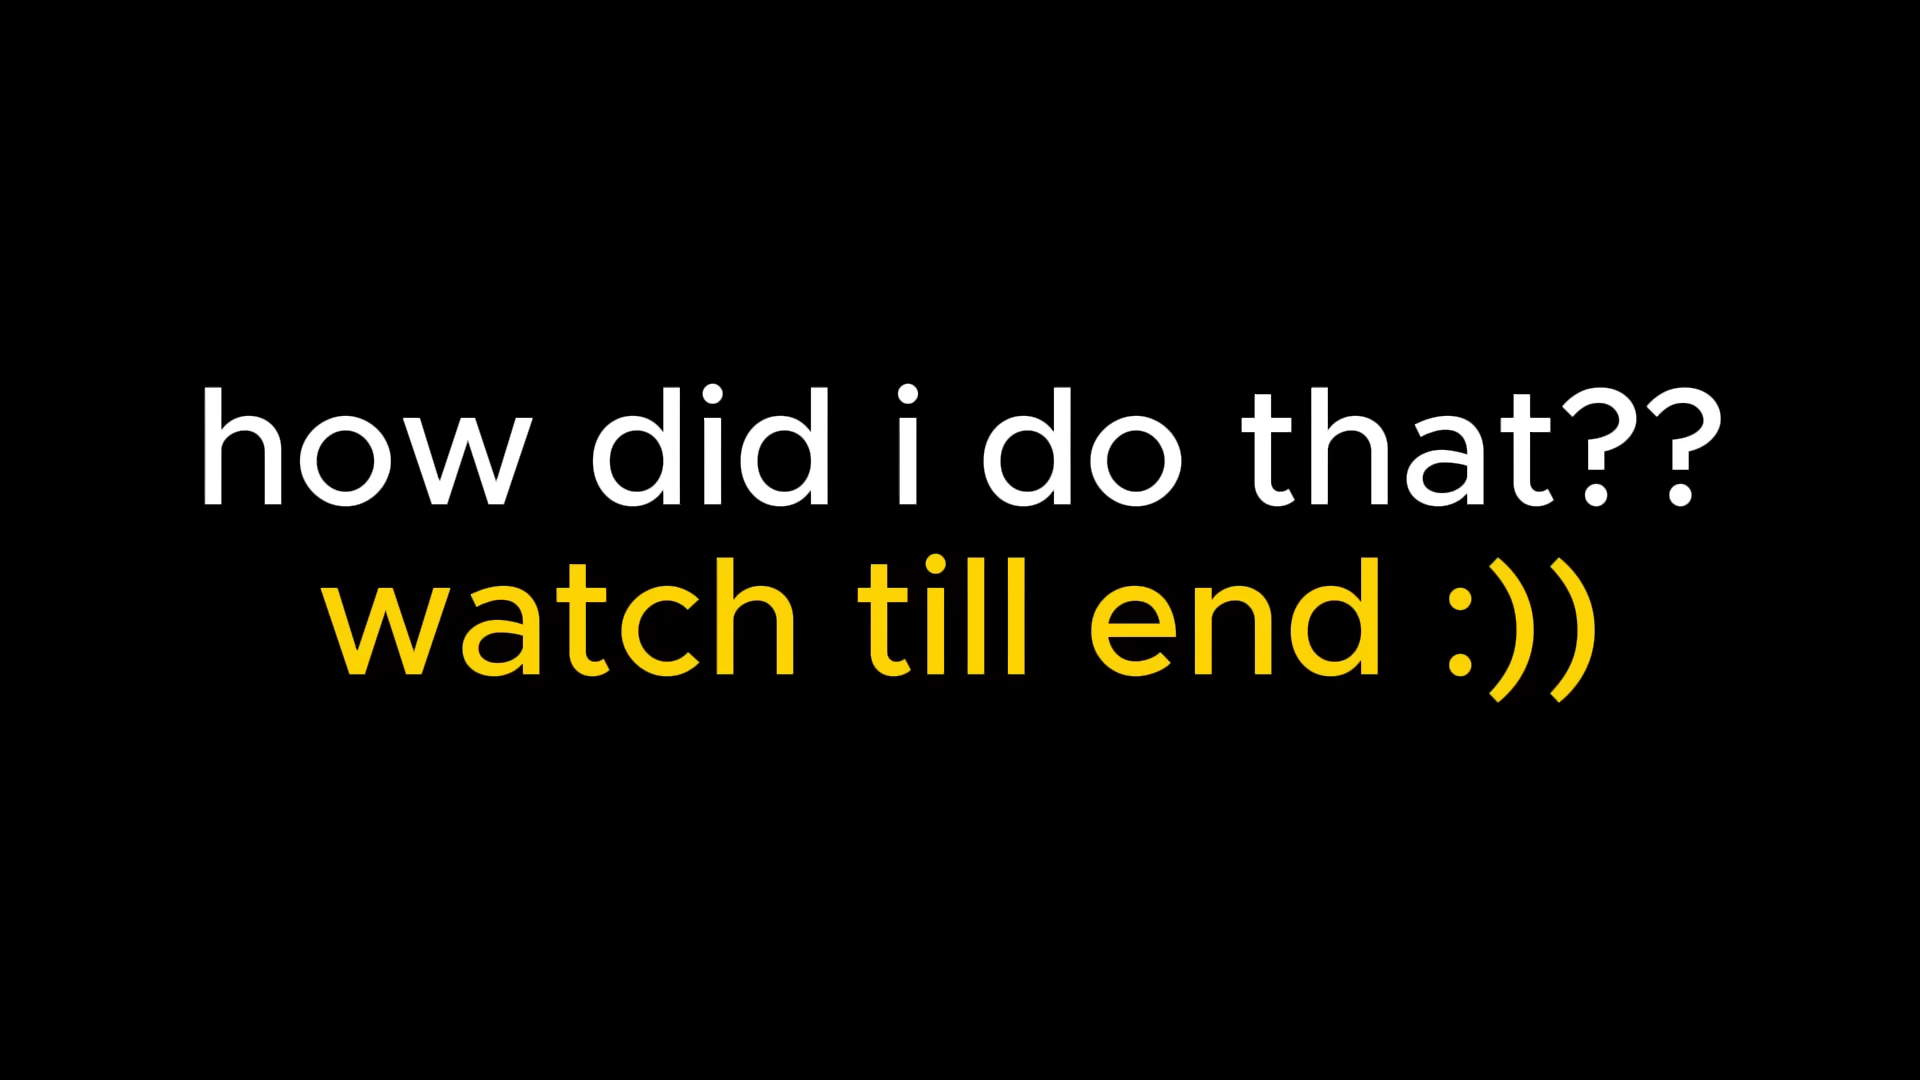 how did i do that??
watch till end :))